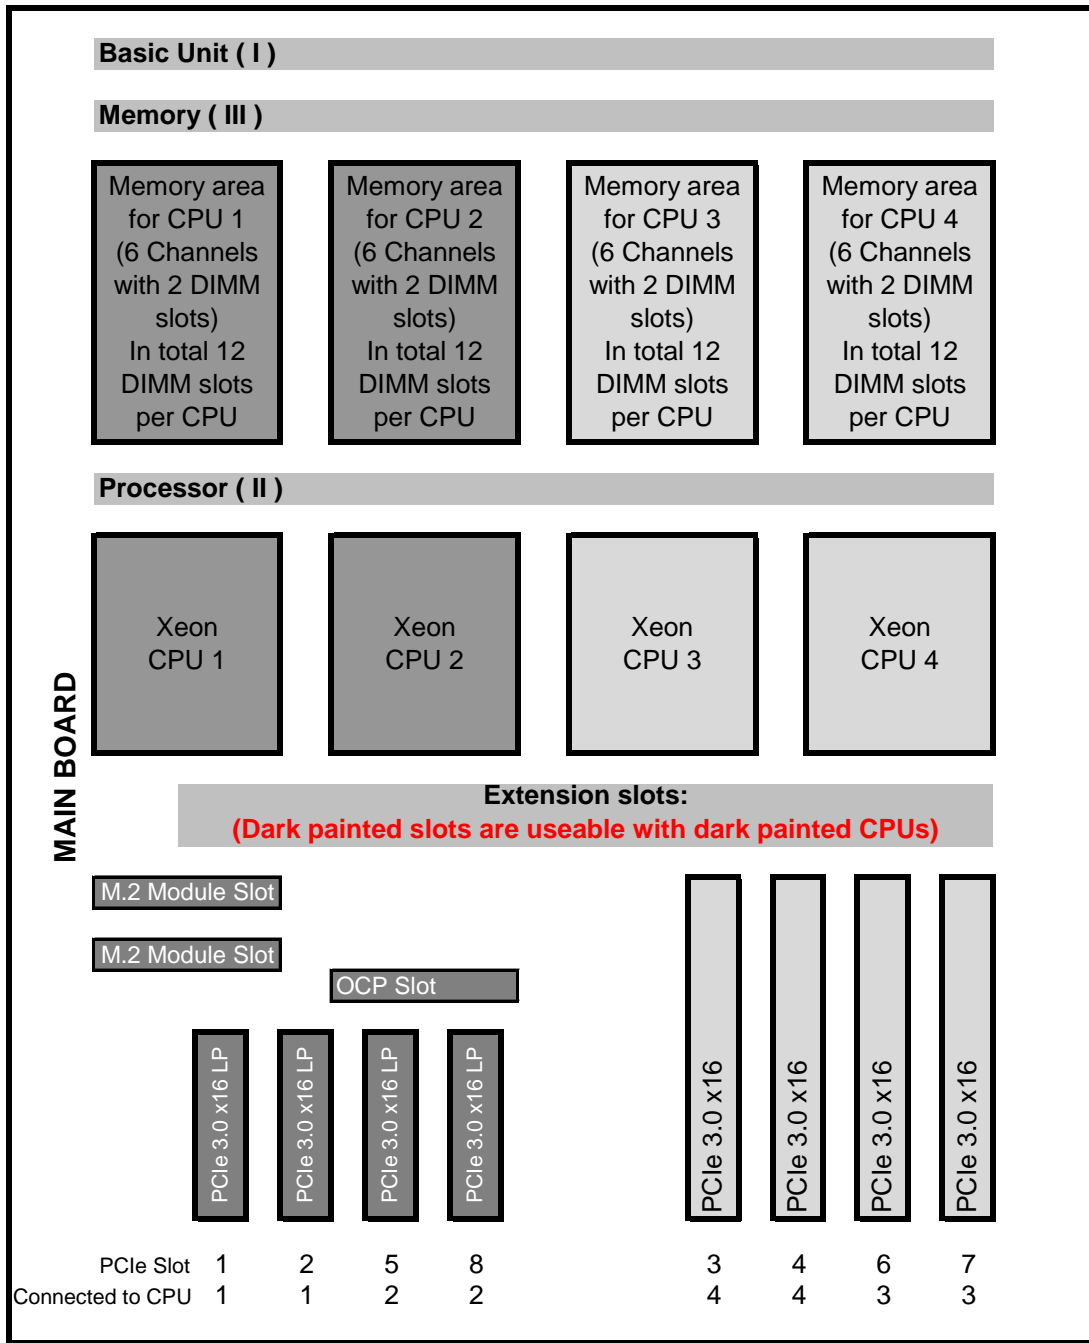 Basic Unit ( I )
Memory ( III )
Memory area
for CPU 1
(6 Channels
with 2 DIMM
slots)
In total 12
DIMM slots
per CPU
Memory area
for CPU 2
(6 Channels
with 2 DIMM
slots)
In total 12
DIMM slots
per CPU
Memory area
for CPU 3
(6 Channels
with 2 DIMM
slots)
In total 12
DIMM slots
per CPU
Memory area
for CPU 4
(6 Channels
with 2 DIMM
slots)
In total 12
DIMM slots
per CPU
Processor ( II )
Xeon
CPU 1
Xeon
CPU 2
Xeon
CPU 3
Xeon
CPU 4
MAIN BOARD
Extension slots:
(Dark painted slots are useable with dark painted CPUs)
M.2 Module Slot
M.2 Module Slot
OCP Slot
PCIe 3.0 x16 LP
PCIe 3.0 x16 LP
PCIe 3.0 x16 LP
PCIe 3.0 x16 LP
PCIe 3.0 x16
PCIe 3.0 x16
PCIe 3.0 x16
PCIe 3.0 x16
PCIe Slot 1 2 5 8 3 4 6 7
Connected to CPU 1 1 2 2 4 4 3 3